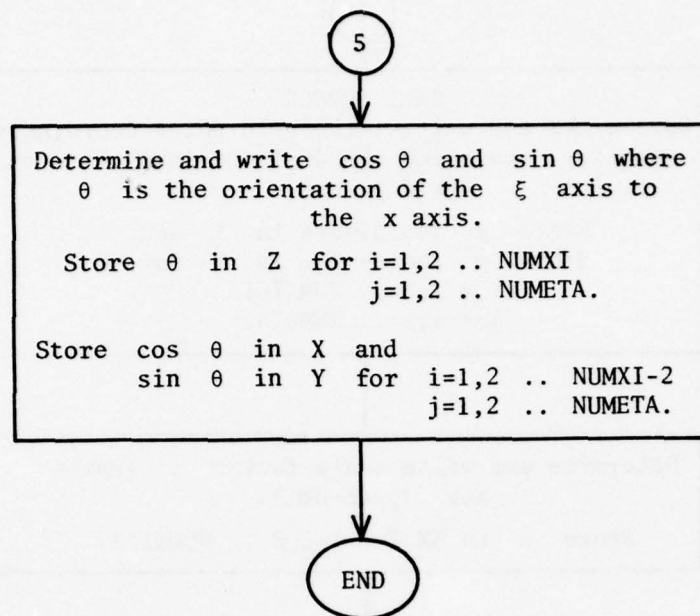 5
Determine and write cos θ and sin θ where
θ is the orientation of the ξ axis to
the x axis.
Store θ in Z for i=1,2 .. NUMXI
j=1,2 .. NUMETA.
Store cos θ in X and
sin θ in Y for i=1,2 .. NUMXI-2
j=1,2 .. NUMETA.
END